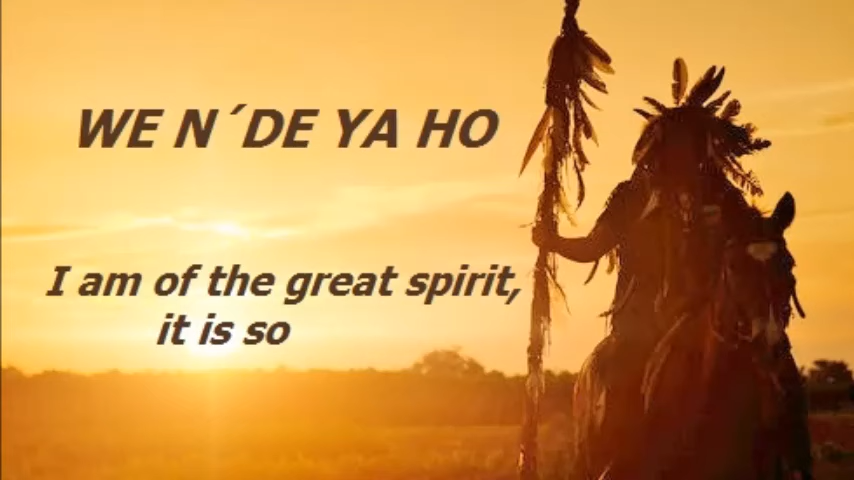 WE N´DE YA HO
I am of the great spirit,
it is so